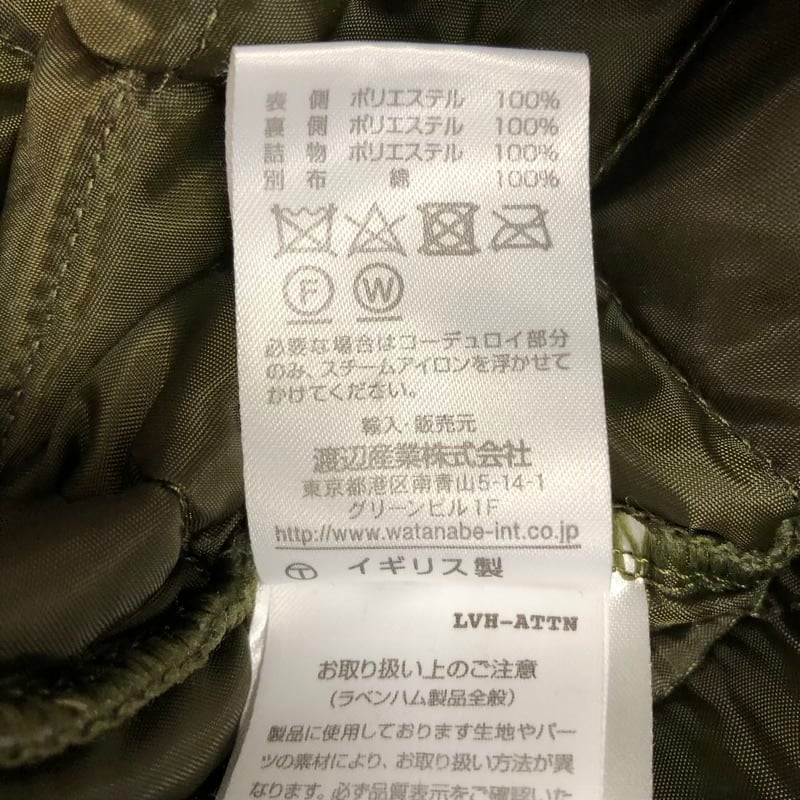 表側 ポリエステル 100%
裏側 ポリエステル 100%
詰物 ポリエステル 100%
別布 綿 100%
F W
必要な場合はコーデュロイ部分
のみ、スチームアイロンを浮かせて
かけてください。
輸入・販売元
渡辺産業株式会社
東京都港区南青山5-14-1
グリーンビル1F
http://www.watanabe-int.co.jp
T イギリス製
LVH-ATTN
お取り扱い上のご注意
(ラベンハム製品全般)
製品に使用しております生地やパー
ツの素材により、お取り扱い方法が異
なります。必ず品質表示をご確認いた